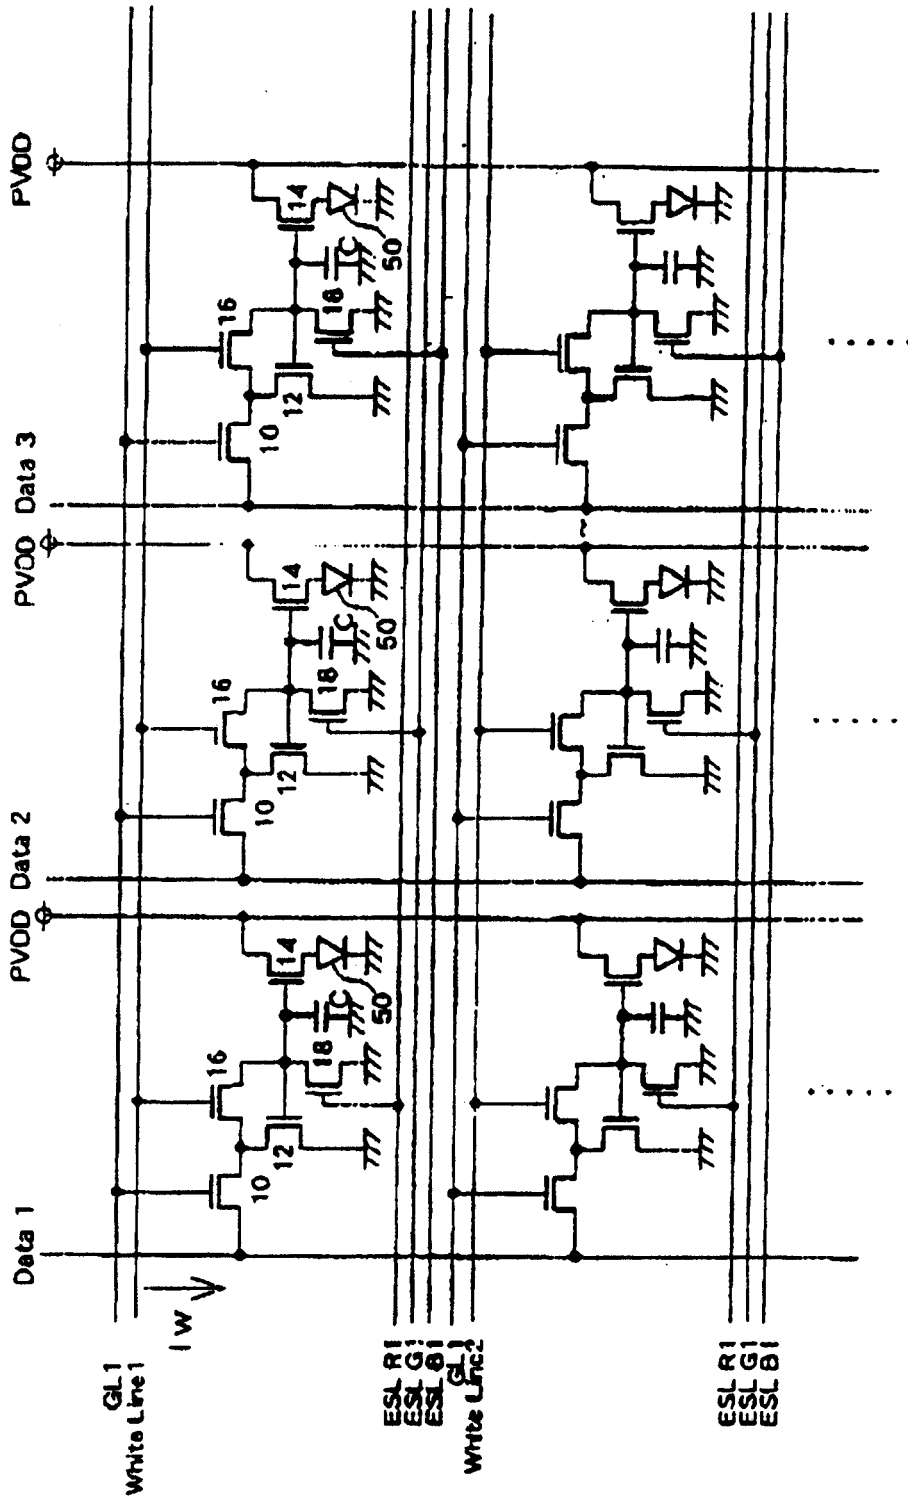 PVDD
Data 3
PVDD
Data 2
PVDD
Data 1
16
14
10
12
18
C
50
16
14
10
12
18
C
50
16
14
10
12
18
C
50
IW
GL1
White Line1
ESL R1
ESL G1
ESL B1
GL1
White Line2
ESL R1
ESL G1
ESL B1